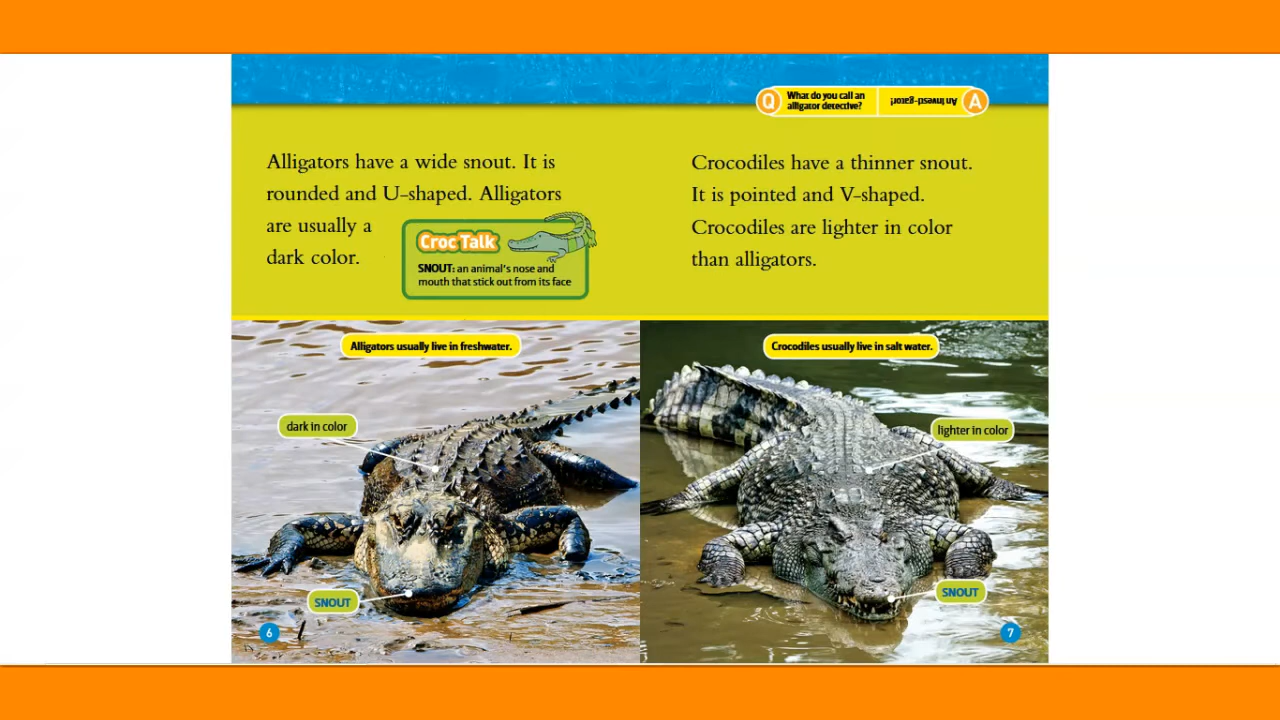 Q What do you call an
alligator detective?
An invest-gator! A
Alligators have a wide snout. It is
rounded and U-shaped. Alligators
are usually a
dark color.
Croc Talk
SNOUT: an animal's nose and
mouth that stick out from its face
Crocodiles have a thinner snout.
It is pointed and V-shaped.
Crocodiles are lighter in color
than alligators.
Alligators usually live in freshwater.
dark in color
SNOUT
6
Crocodiles usually live in salt water.
lighter in color
SNOUT
7